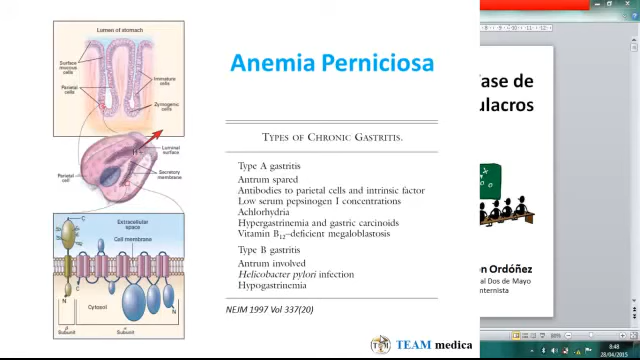 Lumen of stomach
Surface
mucous
cells
Parietal
cells
Immature
cells
Zymogenic
cells
Luminal
surface
Secretory
membrane
Parietal
cell
H
C
Extracellular
space
Cell membrane
C
N
Cytosol
N
β
Subunit
α
Subunit
Anemia Perniciosa
TYPES OF CHRONIC GASTRITIS.
Type A gastritis
Antrum spared
Antibodies to parietal cells and intrinsic factor
Low serum pepsinogen I concentrations
Achlorhydria
Hypergastrinemia and gastric carcinoids
Vitamin B12–deficient megaloblastosis
Type B gastritis
Antrum involved
Helicobacter pylori infection
Hypogastrinemia
NEJM 1997 Vol 337(20)
TEAM medica
ase de
ulacros
n Ordóñez
al Dos de Mayo
nternista
8:48
28/04/2015